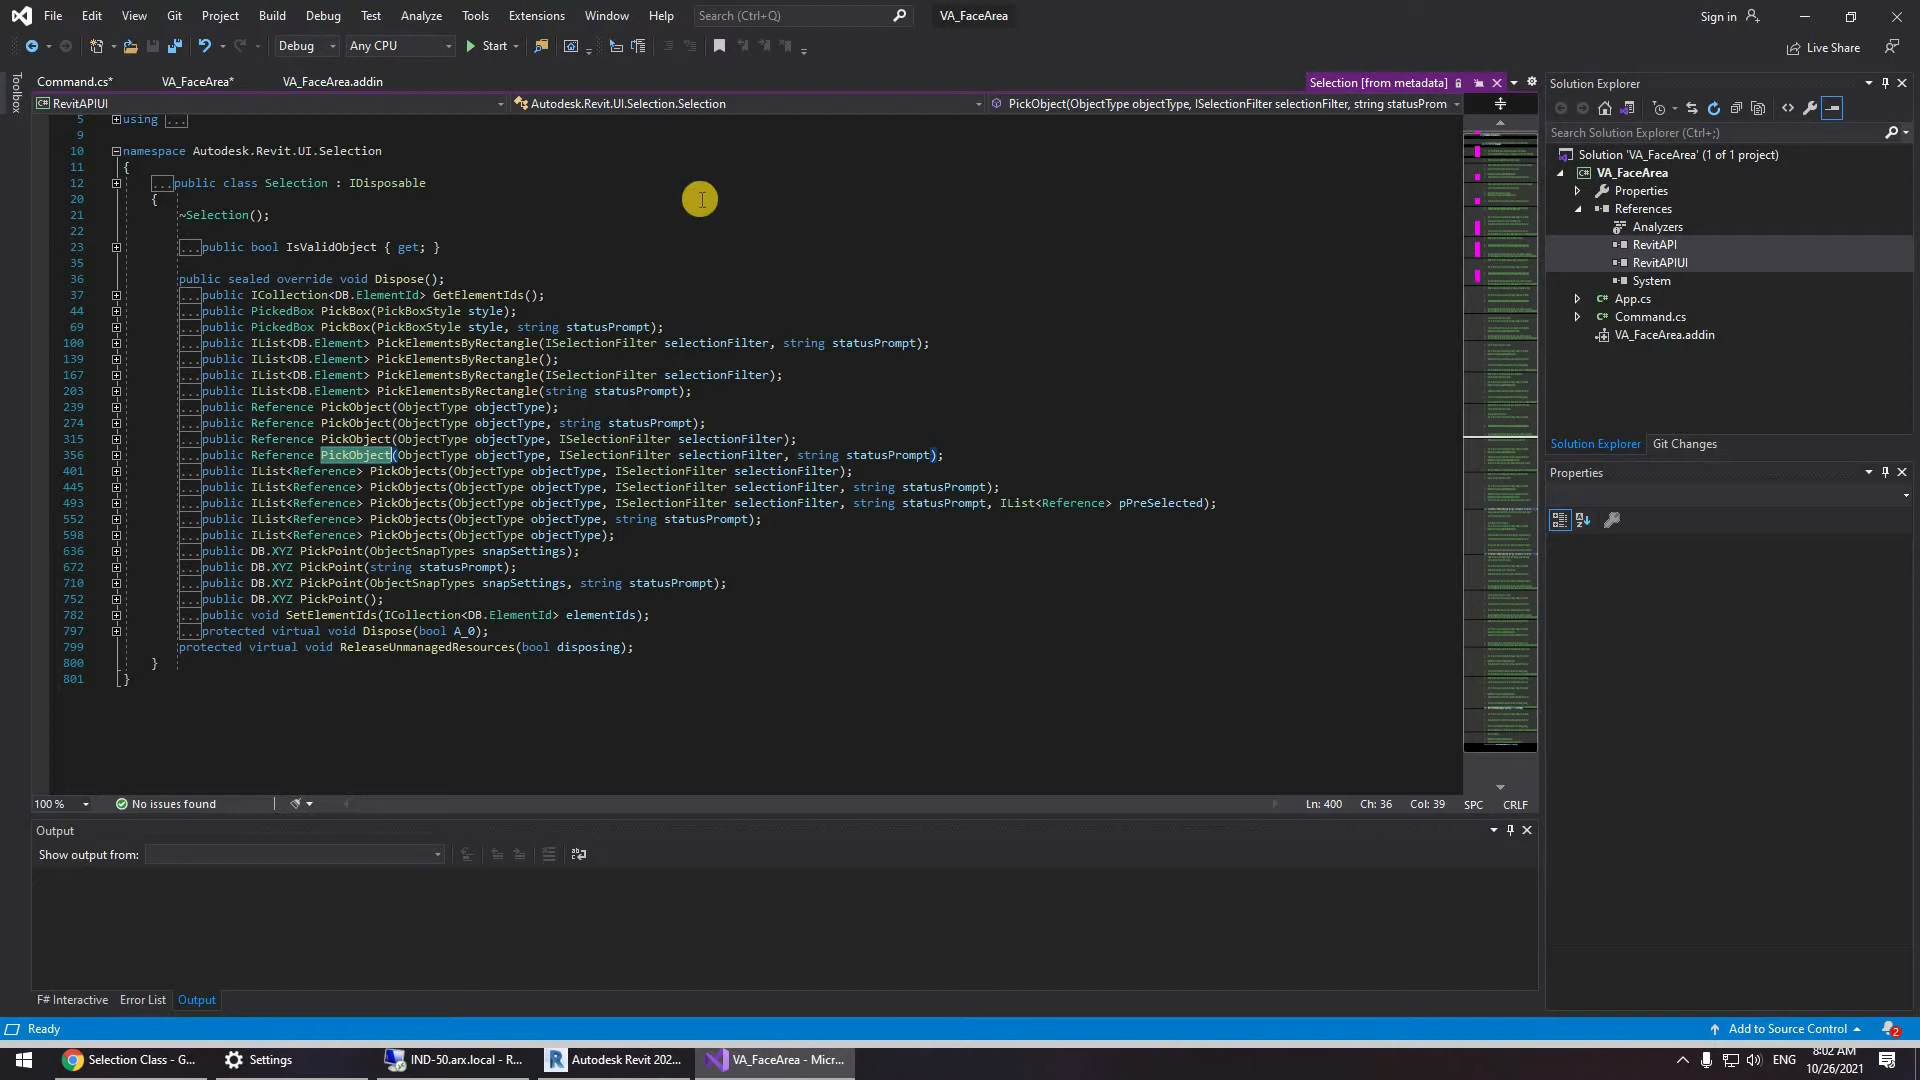 File Edit View Git Project Build Debug Test Analyze Tools Extensions Window Help Search (Ctrl+Q) VA_FaceArea Sign in
Debug Any CPU Start Live Share
Toolbox
Command.cs* VA_FaceArea* VA_FaceArea.addin Selection [from metadata]
RevitAPIUI Autodesk.Revit.UI.Selection.Selection PickObject(ObjectType objectType, ISelectionFilter selectionFilter, string statusProm
5 using ...
9
10 namespace Autodesk.Revit.UI.Selection
11 {
12 ...public class Selection : IDisposable
20 {
21 ~Selection();
22
23 ...public bool IsValidObject { get; }
35
36 public sealed override void Dispose();
37 ...public ICollection<DB.ElementId> GetElementIds();
44 ...public PickedBox PickBox(PickBoxStyle style);
69 ...public PickedBox PickBox(PickBoxStyle style, string statusPrompt);
100 ...public IList<DB.Element> PickElementsByRectangle(ISelectionFilter selectionFilter, string statusPrompt);
139 ...public IList<DB.Element> PickElementsByRectangle();
167 ...public IList<DB.Element> PickElementsByRectangle(ISelectionFilter selectionFilter);
203 ...public IList<DB.Element> PickElementsByRectangle(string statusPrompt);
239 ...public Reference PickObject(ObjectType objectType);
274 ...public Reference PickObject(ObjectType objectType, string statusPrompt);
315 ...public Reference PickObject(ObjectType objectType, ISelectionFilter selectionFilter);
356 ...public Reference PickObject(ObjectType objectType, ISelectionFilter selectionFilter, string statusPrompt);
401 ...public IList<Reference> PickObjects(ObjectType objectType, ISelectionFilter selectionFilter);
445 ...public IList<Reference> PickObjects(ObjectType objectType, ISelectionFilter selectionFilter, string statusPrompt);
493 ...public IList<Reference> PickObjects(ObjectType objectType, ISelectionFilter selectionFilter, string statusPrompt, IList<Reference> pPreSelected);
552 ...public IList<Reference> PickObjects(ObjectType objectType, string statusPrompt);
598 ...public IList<Reference> PickObjects(ObjectType objectType);
636 ...public DB.XYZ PickPoint(ObjectSnapTypes snapSettings);
672 ...public DB.XYZ PickPoint(string statusPrompt);
710 ...public DB.XYZ PickPoint(ObjectSnapTypes snapSettings, string statusPrompt);
752 ...public DB.XYZ PickPoint();
782 ...public void SetElementIds(ICollection<DB.ElementId> elementIds);
797 ...protected virtual void Dispose(bool A_0);
799 protected virtual void ReleaseUnmanagedResources(bool disposing);
800 }
801 }
100 % No issues found Ln: 400 Ch: 36 Col: 39 SPC CRLF
Output
Show output from:
F# Interactive Error List Output
Solution Explorer
Search Solution Explorer (Ctrl+;)
Solution 'VA_FaceArea' (1 of 1 project)
VA_FaceArea
Properties
References
Analyzers
RevitAPI
RevitAPIUI
System
App.cs
Command.cs
VA_FaceArea.addin
Solution Explorer Git Changes
Properties
Ready Add to Source Control 2
Selection Class - G... Settings IND-50.arx.local - R... Autodesk Revit 202... VA_FaceArea - Micr... ENG 8:02 AM
10/26/2021